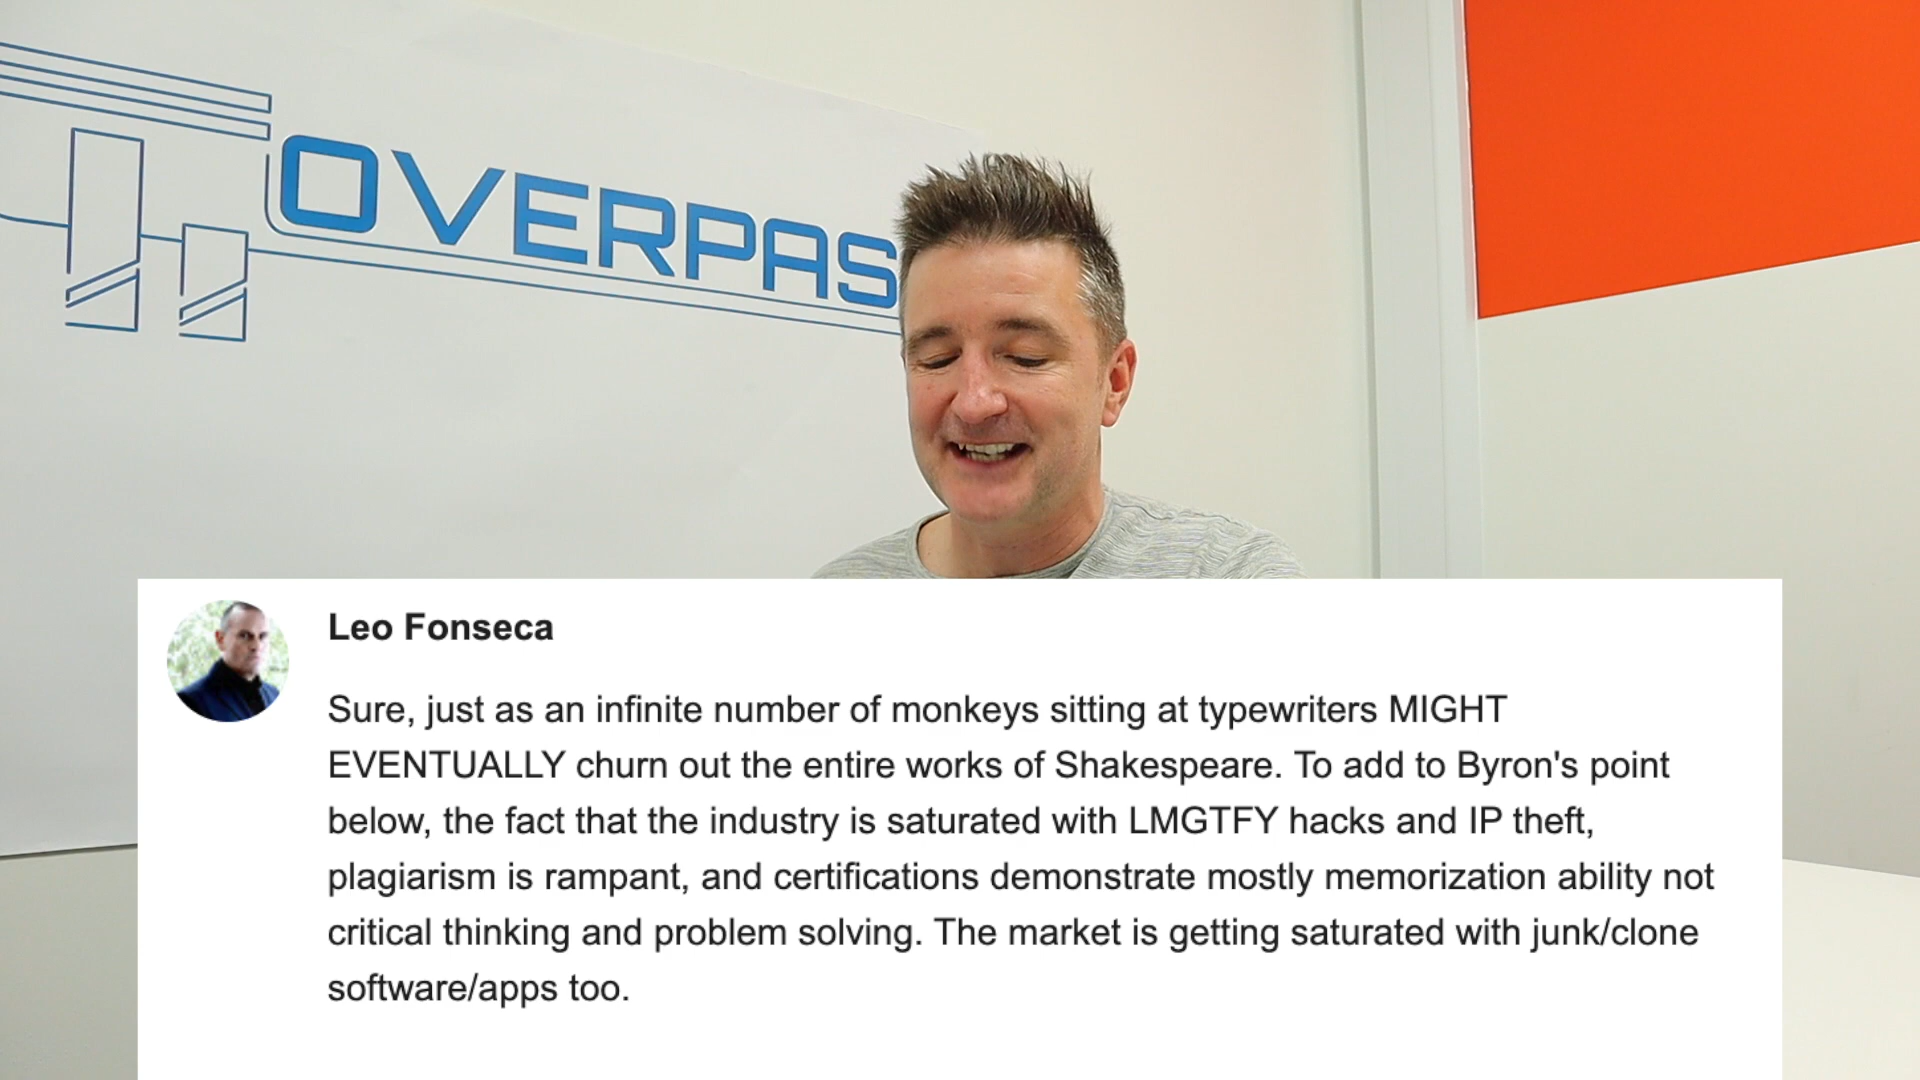 OVERPAS
Leo Fonseca
Sure, just as an infinite number of monkeys sitting at typewriters MIGHT
EVENTUALLY churn out the entire works of Shakespeare. To add to Byron's point
below, the fact that the industry is saturated with LMGTFY hacks and IP theft,
plagiarism is rampant, and certifications demonstrate mostly memorization ability not
critical thinking and problem solving. The market is getting saturated with junk/clone
software/apps too.